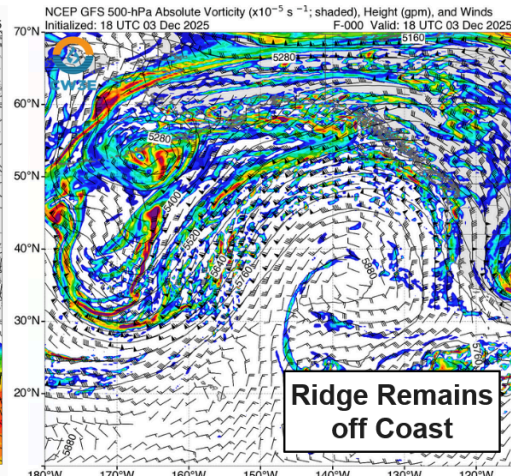 NCEP GFS 500-hPa Absolute Vorticity (x10⁻⁵ s ⁻¹; shaded), Height (gpm), and Winds
Initialized: 18 UTC 03 Dec 2025 F-000 Valid: 18 UTC 03 Dec 2025
70°N
5160
5280
CW3E
60°N
5280
50°N
5400
40°N
5520
5640
5760
5880
30°N
20°N
5760
Ridge Remains
off Coast
5880
180°W 170°W 160°W 150°W 140°W 130°W 120°W